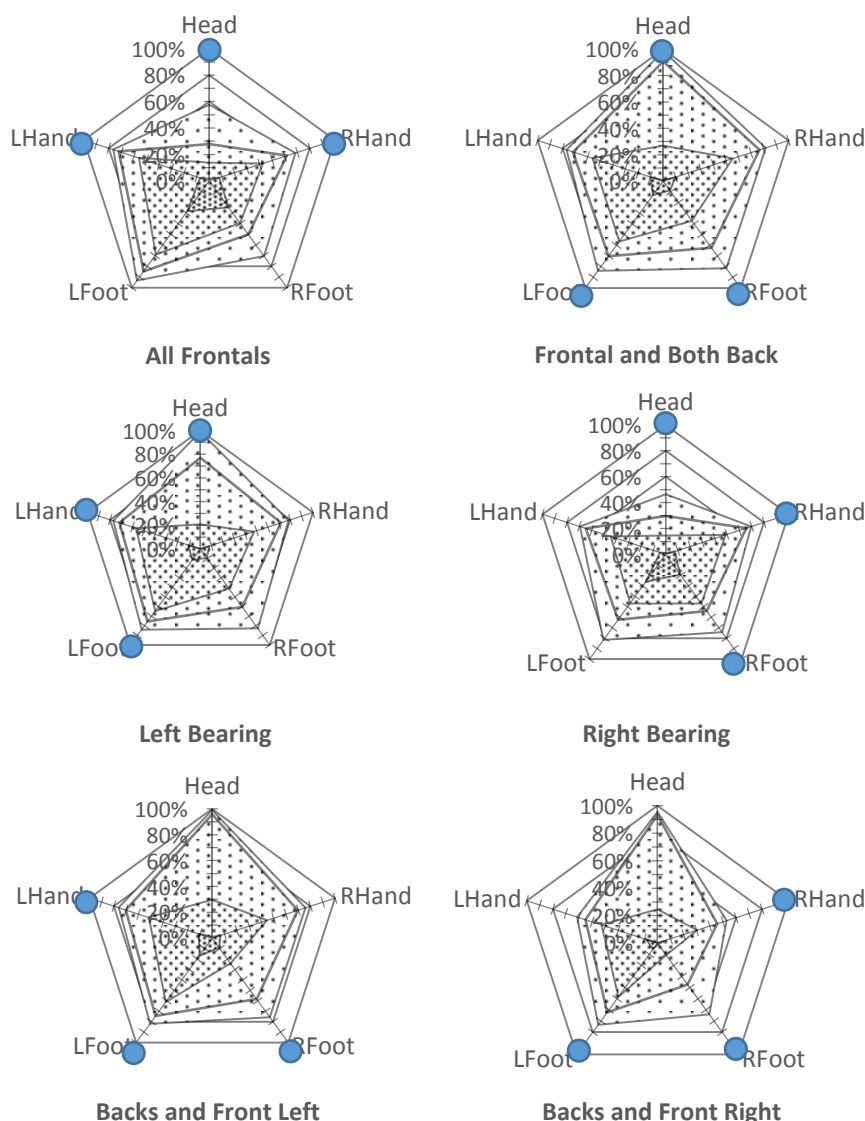 Head
100%
80%
60%
40%
20%
0%
LHand
RHand
LFoot
RFoot
All Frontals
Head
100%
80%
60%
40%
20%
0%
LHand
RHand
LFoot
RFoot
Frontal and Both Back
Head
100%
80%
60%
40%
20%
0%
LHand
RHand
LFoot
RFoot
Left Bearing
Head
100%
80%
60%
40%
20%
0%
LHand
RHand
LFoot
RFoot
Right Bearing
Head
100%
80%
60%
40%
20%
0%
LHand
RHand
LFoot
RFoot
Backs and Front Left
Head
100%
80%
60%
40%
20%
0%
LHand
RHand
LFoot
RFoot
Backs and Front Right